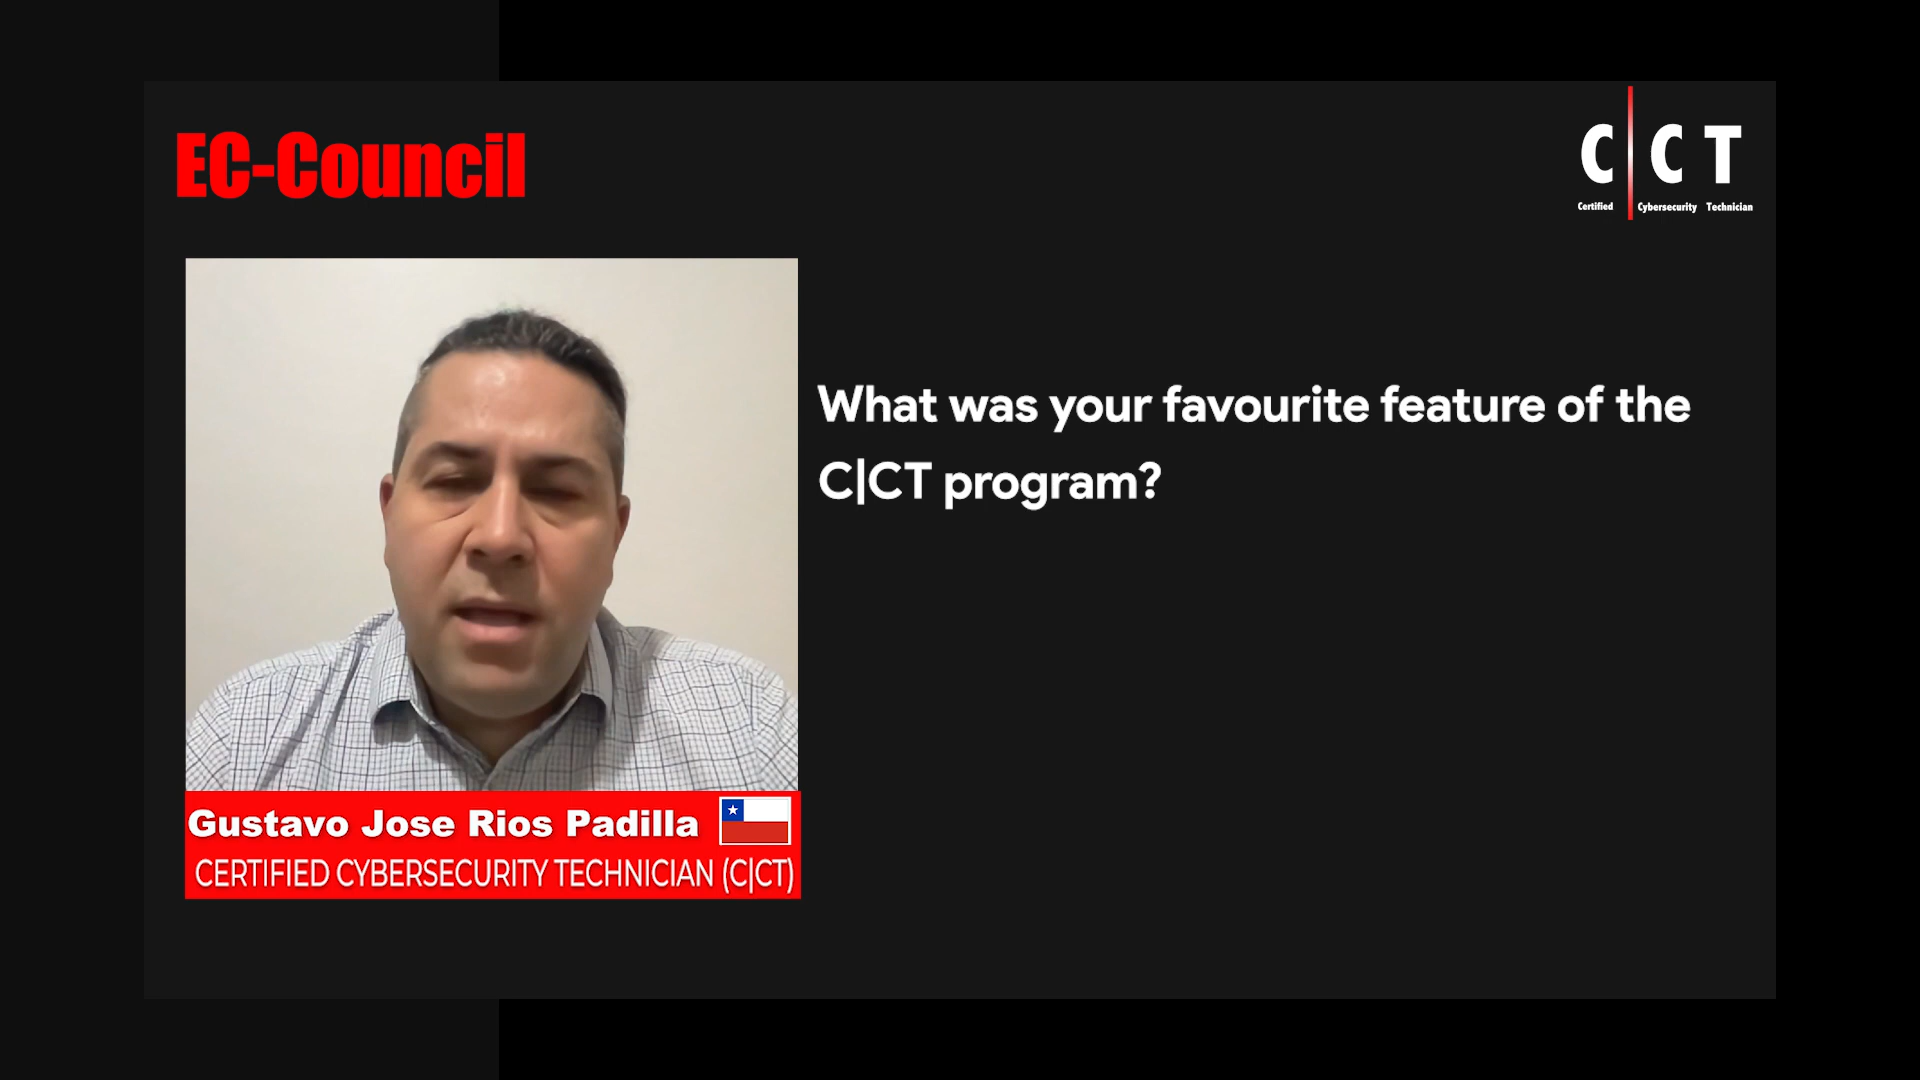 EC-Council
C|CT
Certified Cybersecurity Technician
What was your favourite feature of the
C|CT program?
Gustavo Jose Rios Padilla
CERTIFIED CYBERSECURITY TECHNICIAN (C|CT)